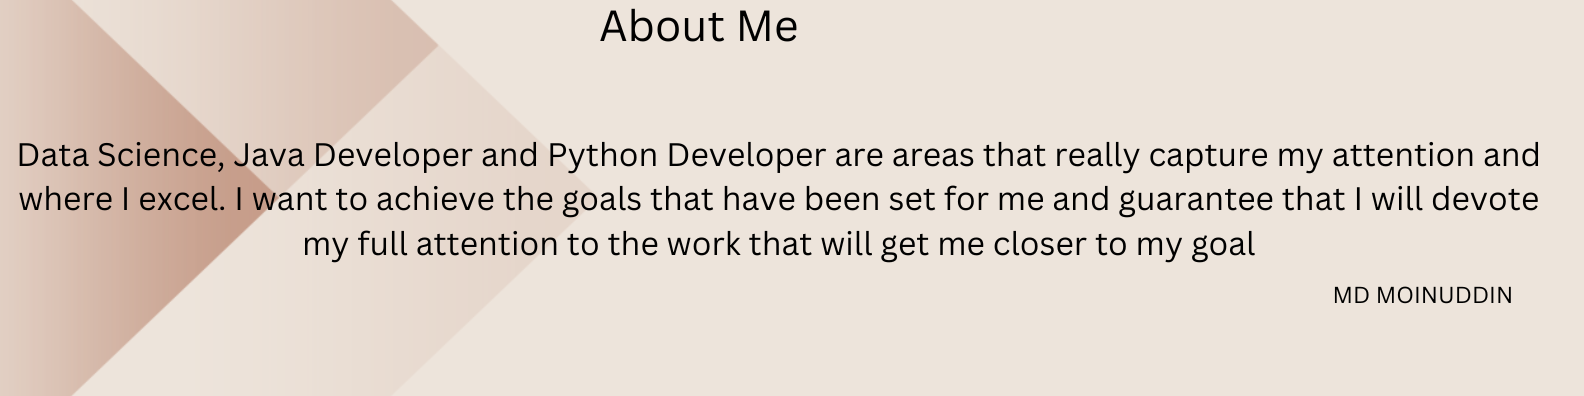 About Me
Data Science, Java Developer and Python Developer are areas that really capture my attention and
where I excel. I want to achieve the goals that have been set for me and guarantee that I will devote
my full attention to the work that will get me closer to my goal
MD MOINUDDIN